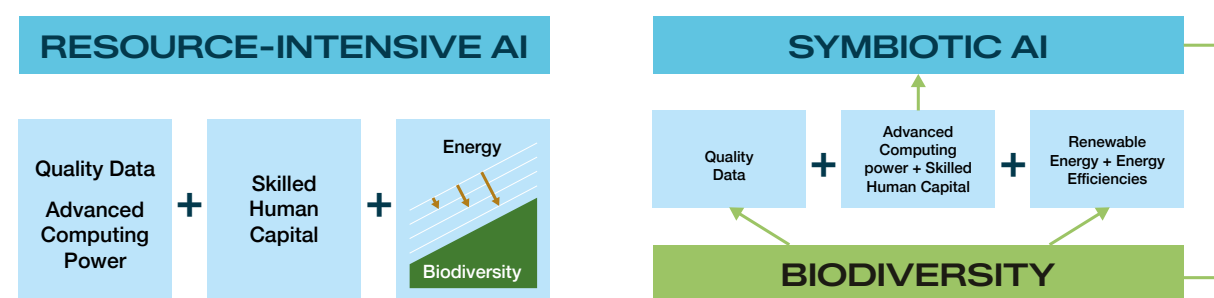 RESOURCE-INTENSIVE AI
Quality Data
Advanced
Computing
Power
+
Skilled
Human
Capital
+
Energy
Biodiversity
SYMBIOTIC AI
Quality
Data
+
Advanced
Computing
power + Skilled
Human Capital
+
Renewable
Energy + Energy
Efficiencies
BIODIVERSITY